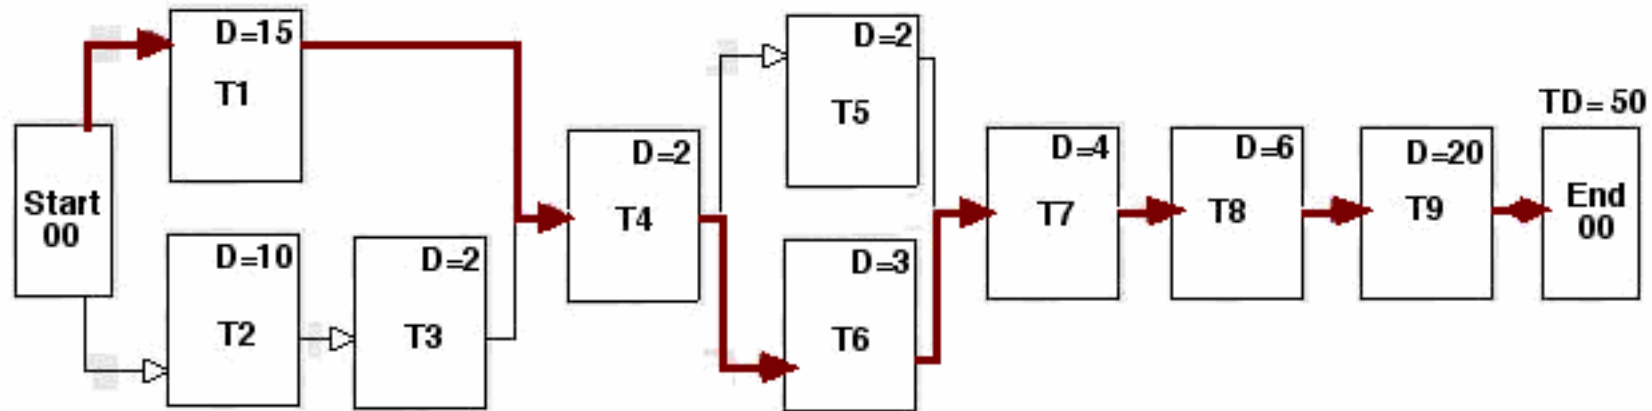 Start
00
D=15
T1
D=10
T2
D=2
T3
D=2
T4
D=2
T5
D=3
T6
D=4
T7
D=6
T8
D=20
T9
TD= 50
End
00